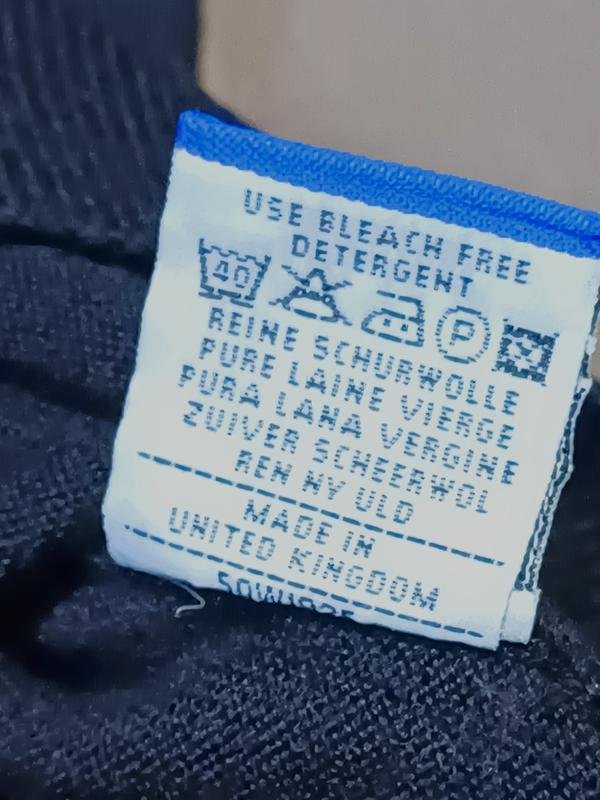 USE BLEACH FREE
DETERGENT
40 P
REINE SCHURWOLLE
PURE LAINE VIERGE
PURA LANA VERGINE
ZUIVER SCHEERWOL
REN NY ULD
MADE IN
UNITED KINGDOM